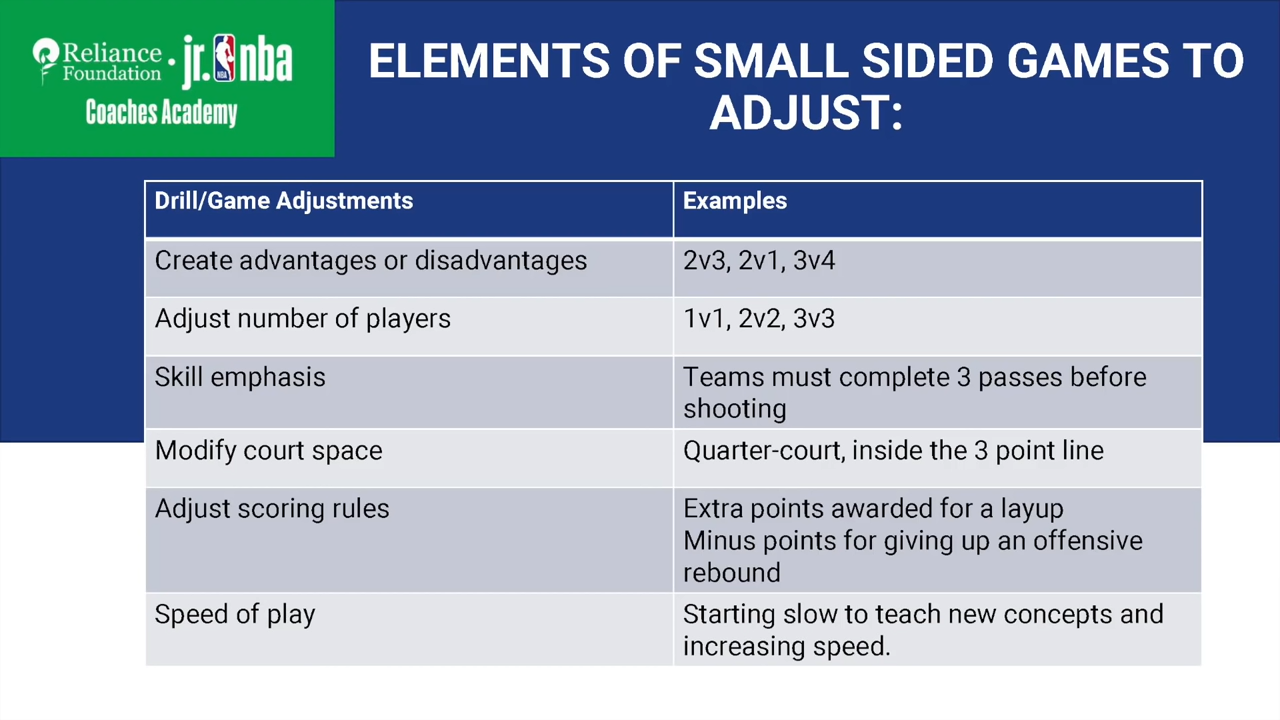 Reliance
Foundation
jr. nba
NBA
Coaches Academy
ELEMENTS OF SMALL SIDED GAMES TO
ADJUST:
Drill/Game Adjustments
Examples
Create advantages or disadvantages
2v3, 2v1, 3v4
Adjust number of players
1v1, 2v2, 3v3
Skill emphasis
Teams must complete 3 passes before
shooting
Modify court space
Quarter-court, inside the 3 point line
Adjust scoring rules
Extra points awarded for a layup
Minus points for giving up an offensive
rebound
Speed of play
Starting slow to teach new concepts and
increasing speed.